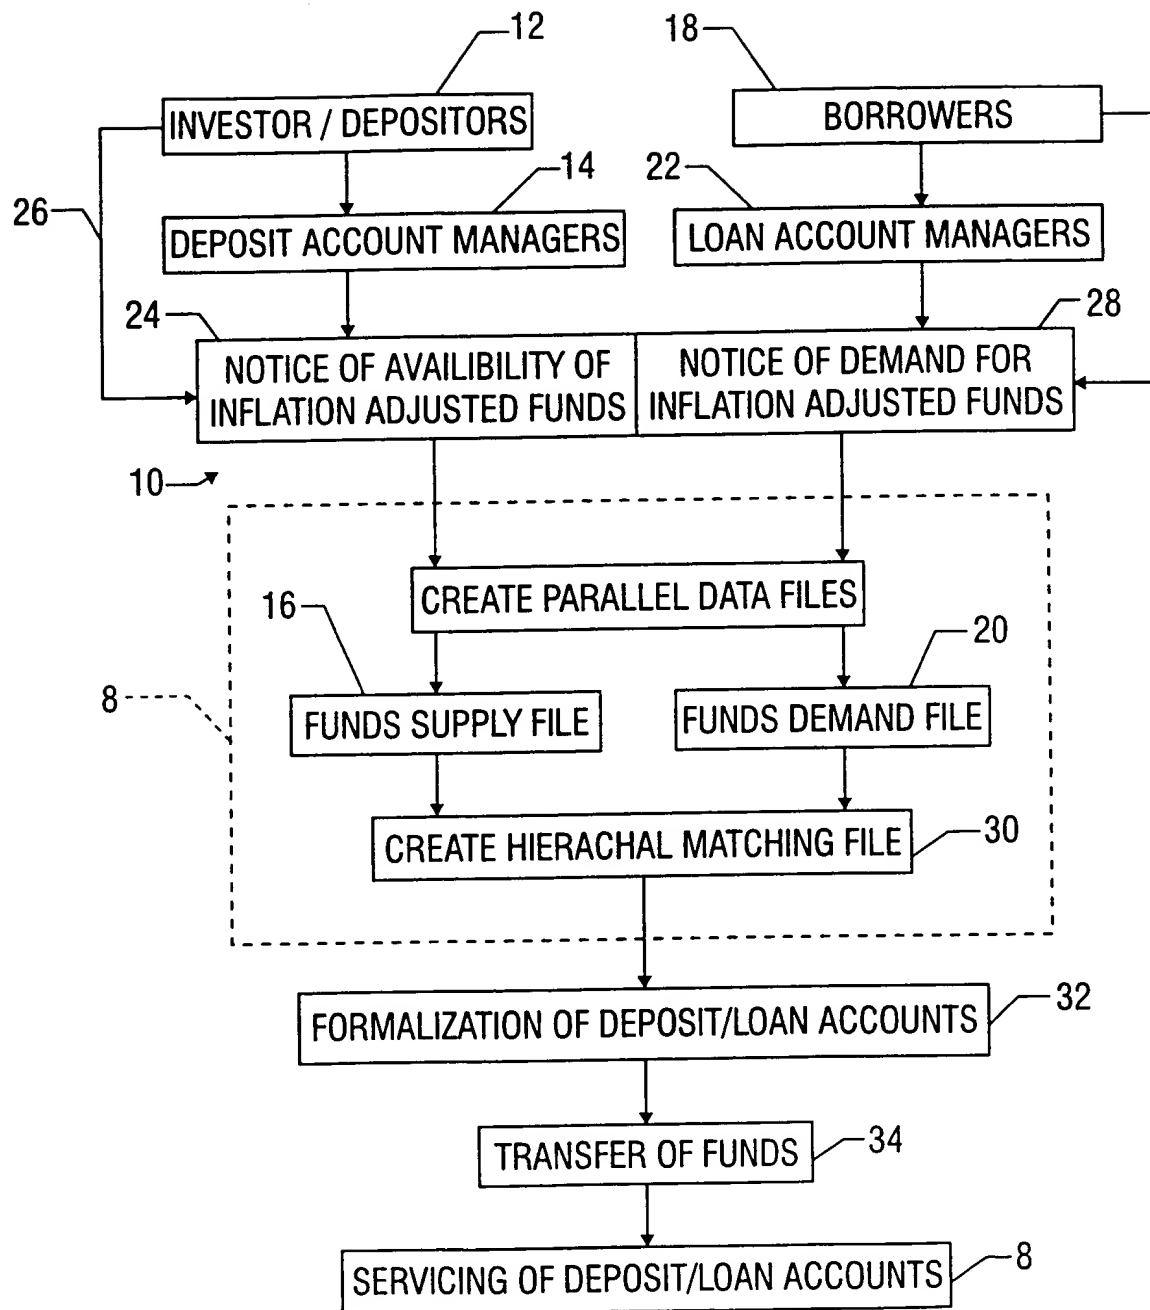 12
18
INVESTOR / DEPOSITORS
BORROWERS
14
22
26
DEPOSIT ACCOUNT MANAGERS
LOAN ACCOUNT MANAGERS
24
28
NOTICE OF AVAILIBILITY OF
INFLATION ADJUSTED FUNDS
NOTICE OF DEMAND FOR
INFLATION ADJUSTED FUNDS
10
CREATE PARALLEL DATA FILES
16
20
8
FUNDS SUPPLY FILE
FUNDS DEMAND FILE
CREATE HIERACHAL MATCHING FILE
30
FORMALIZATION OF DEPOSIT/LOAN ACCOUNTS
32
TRANSFER OF FUNDS
34
SERVICING OF DEPOSIT/LOAN ACCOUNTS
8